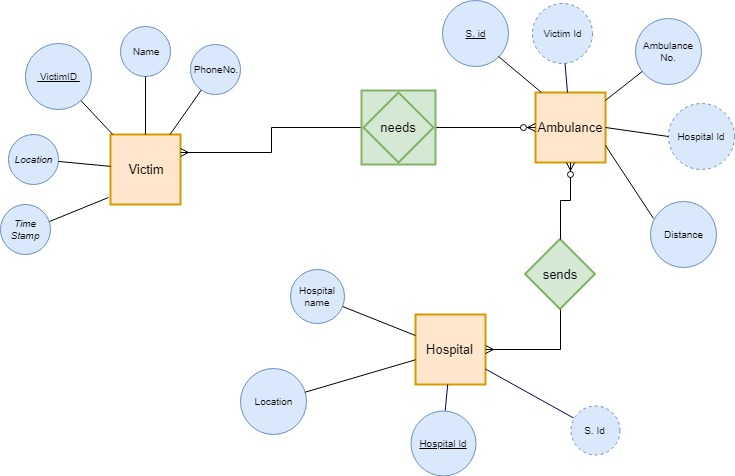 S. id
Victim Id
Ambulance
No.
Name
VictimID
PhoneNo.
needs
Ambulance
Hospital Id
Location
Victim
Time
Stamp
Distance
sends
Hospital
name
Hospital
Location
Hospital Id
S. Id